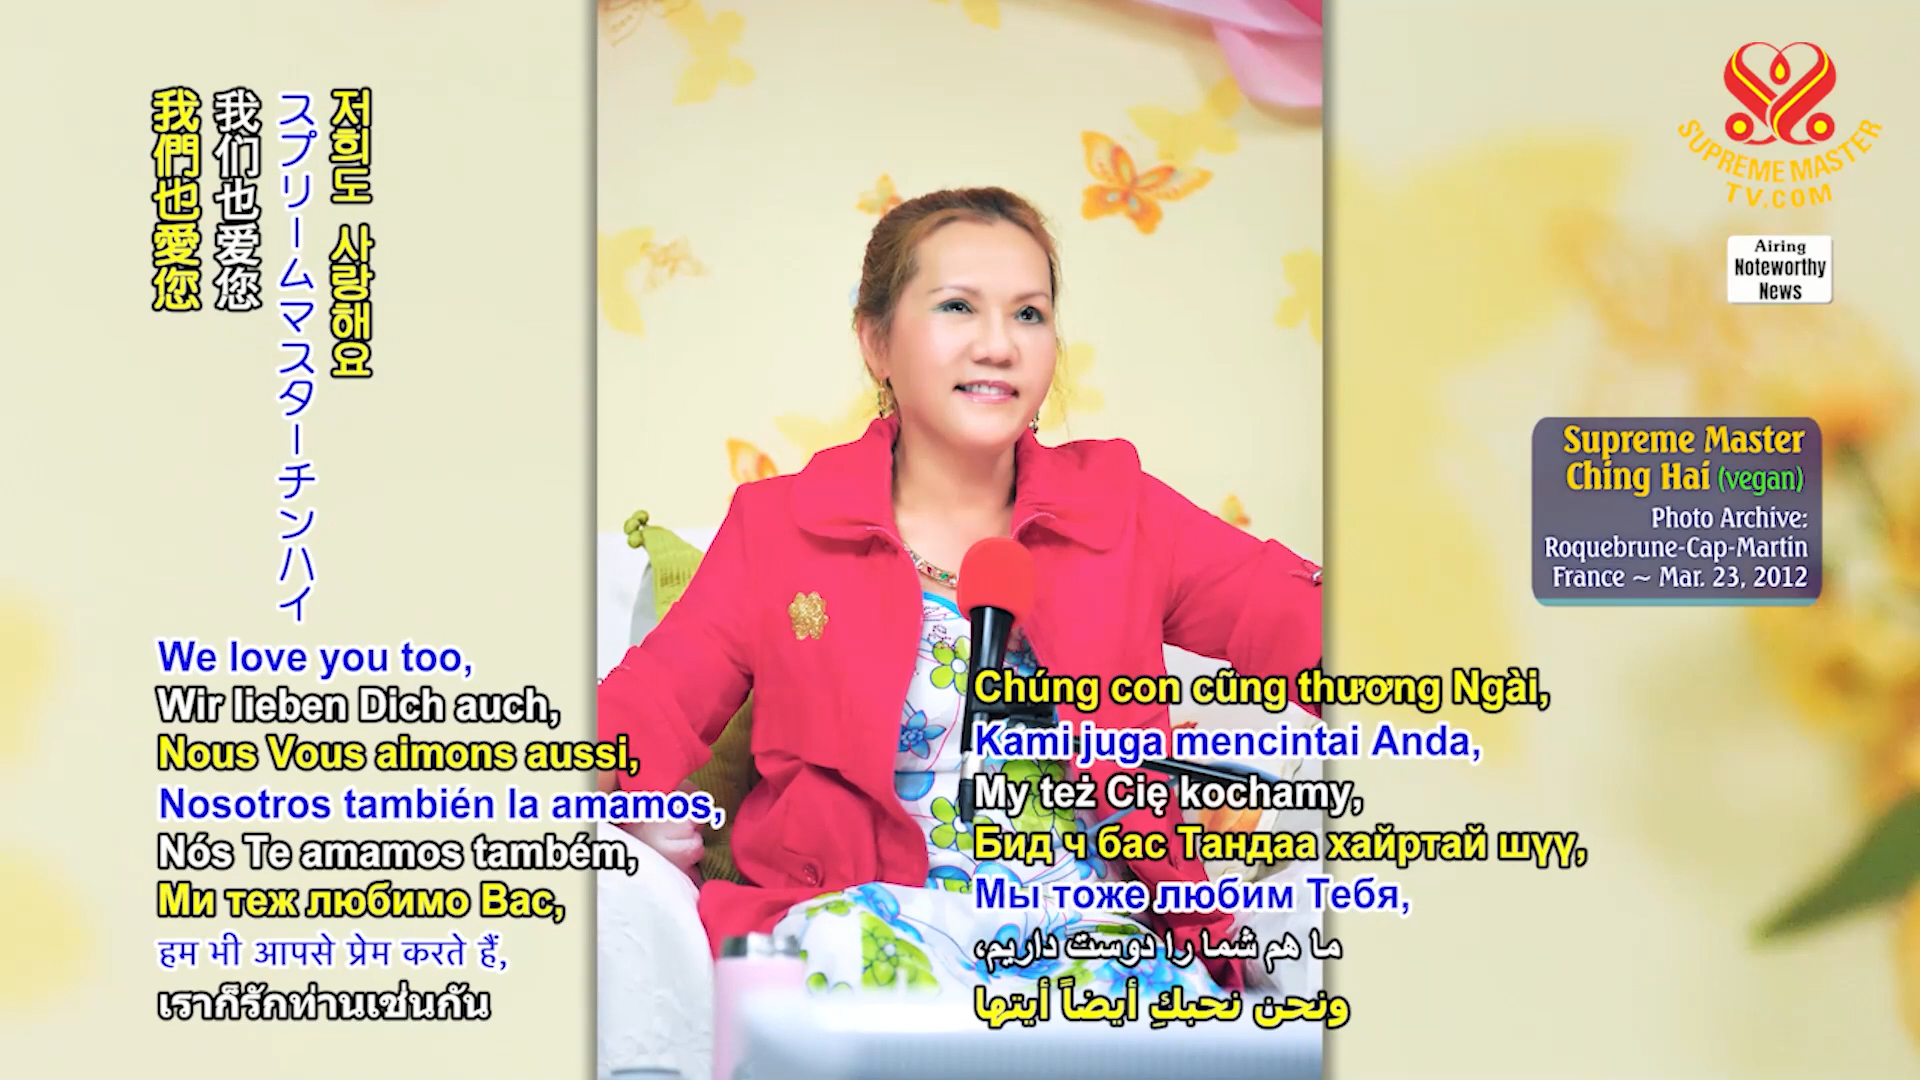 我們也愛您
我们也爱您
スプリームマスターチンハイ
저희도 사랑해요
We love you too,
Wir lieben Dich auch,
Nous Vous aimons aussi,
Nosotros también la amamos,
Nós Te amamos também,
Ми теж любимо Вас,
हम भी आपसे प्रेम करते हैं,
เราก็รักท่านเช่นกัน
Chúng con cũng thương Ngài,
Kami juga mencintai Anda,
My też Cię kochamy,
Бид ч бас Тандаа хайртай шүү,
Мы тоже любим Тебя,
ما هم شما را دوست داریم،
ونحن نحبكِ أيضاً أيتها
SUPREME MASTER
TV.COM
Airing
Noteworthy
News
Supreme Master
Ching Hai (vegan)
Photo Archive:
Roquebrune-Cap-Martin
France ~ Mar. 23, 2012